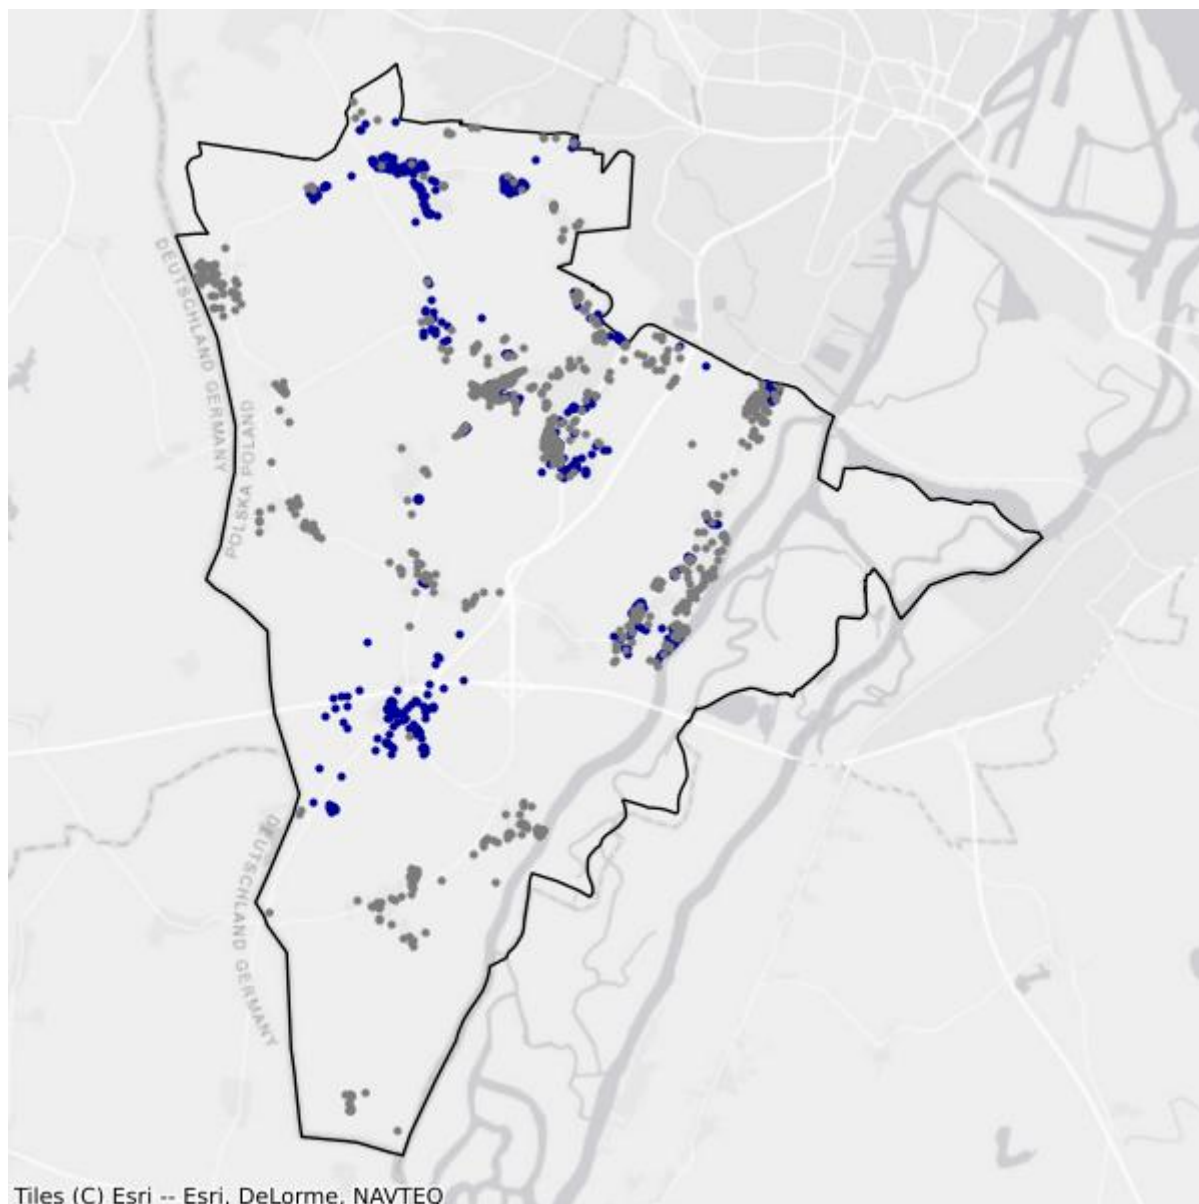 DEUTSCHLAND GERMANY
POLSKA POLAND
DEUTSCHLAND GERMANY
Tiles (C) Esri -- Esri, DeLorme, NAVTEQ